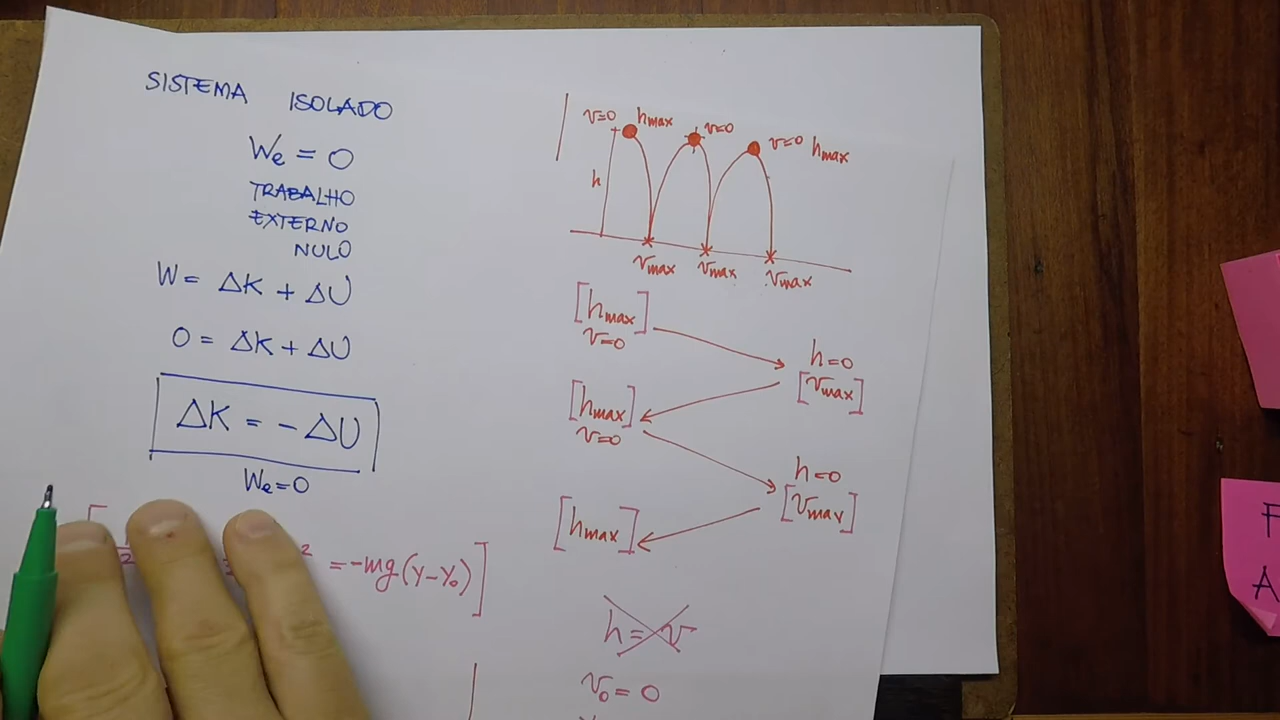 SISTEMA ISOLADO
We = 0
TRABALHO
EXTERNO
NULO
W = ΔK + ΔU
0 = ΔK + ΔU
ΔK = - ΔU
We=0
2 = -mg(y-y₀)]
v=0 hmax v=0 v=0 hmax
h
vmax vmax vmax
[hmax]
v=0
h=0
[vmax]
[hmax]
v=0
h=0
[vmax]
[hmax]
h = v
v₀ = 0
F
A